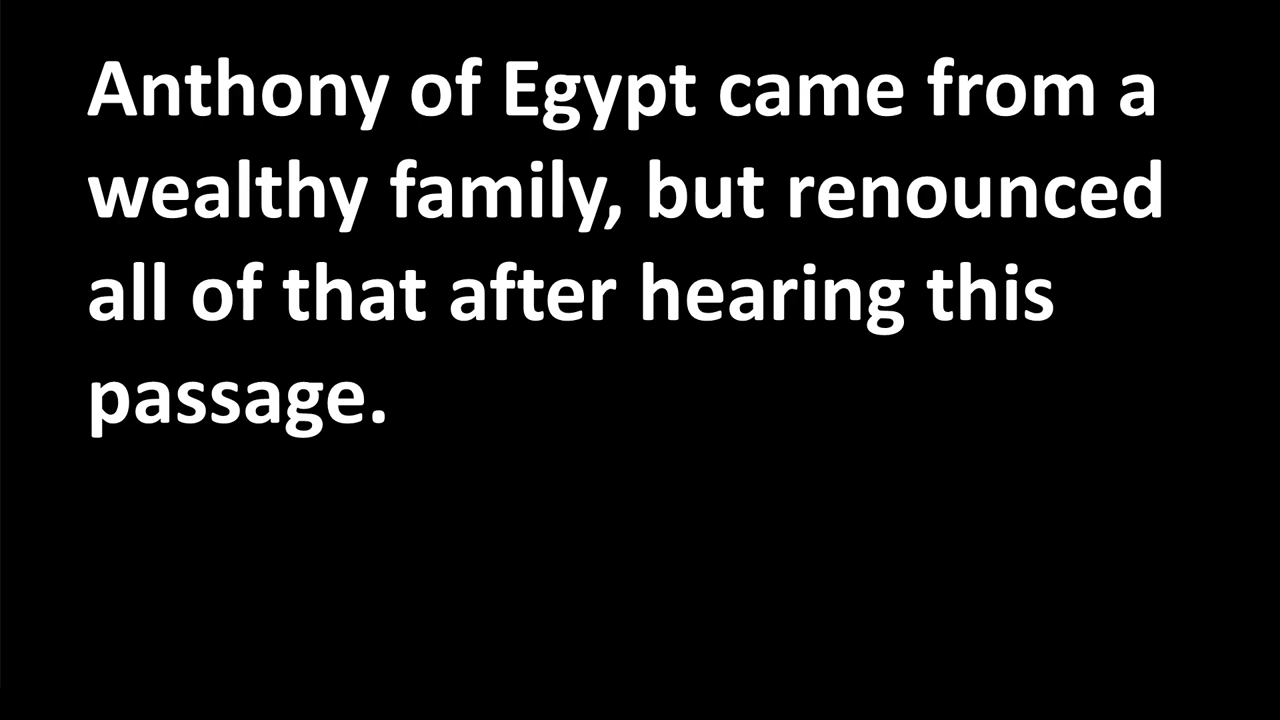 Anthony of Egypt came from a
wealthy family, but renounced
all of that after hearing this
passage.